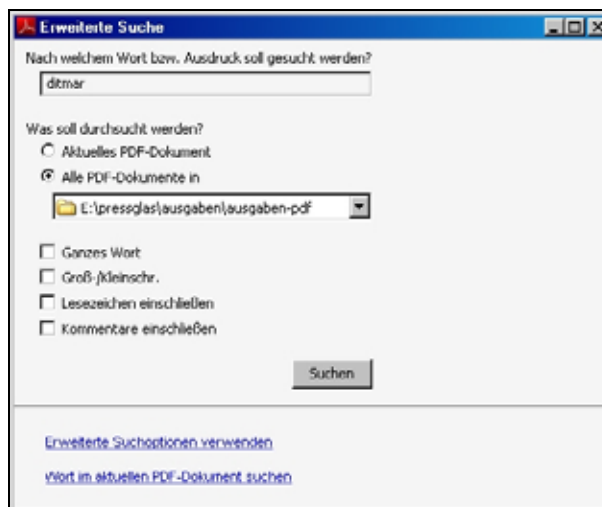 Erweiterte Suche
Nach welchem Wort bzw. Ausdruck soll gesucht werden?
ditmar
Was soll durchsucht werden?
Aktuelles PDF-Dokument
Alle PDF-Dokumente in
E:\pressglas\ausgaben\ausgaben-pdf
Ganzes Wort
Groß-/Kleinschr.
Lesezeichen einschließen
Kommentare einschließen
Suchen
Erweiterte Suchoptionen verwenden
Wort im aktuellen PDF-Dokument suchen